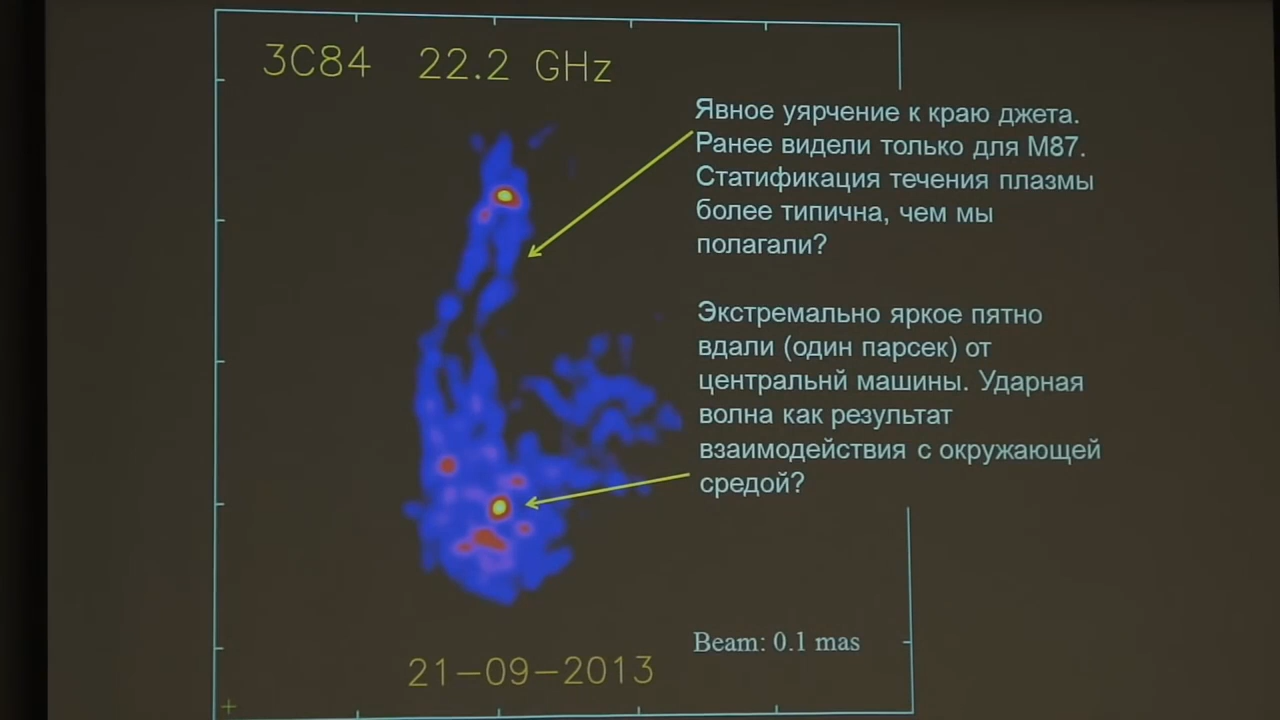 3C84 22.2 GHz
Явное уярчение к краю джета.
Ранее видели только для M87.
Статификация течения плазмы
более типична, чем мы
полагали?
Экстремально яркое пятно
вдали (один парсек) от
центральнй машины. Ударная
волна как результат
взаимодействия с окружающей
средой?
Beam: 0.1 mas
21-09-2013